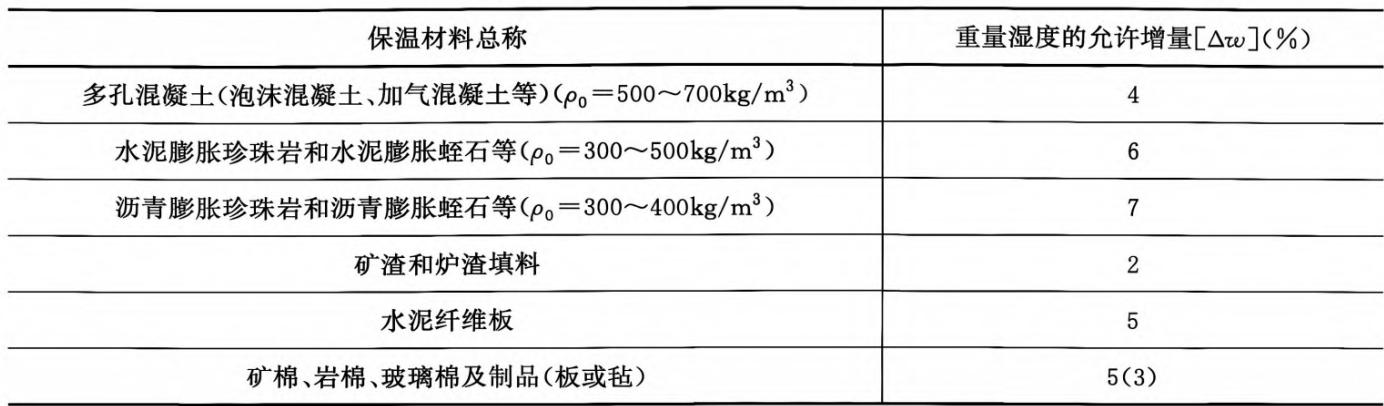 保温材料总称 重量湿度的允许增量[Δw](%)
多孔混凝土(泡沫混凝土、加气混凝土等)(ρ₀=500～700kg/m³) 4
水泥膨胀珍珠岩和水泥膨胀蛭石等(ρ₀=300～500kg/m³) 6
沥青膨胀珍珠岩和沥青膨胀蛭石等(ρ₀=300～400kg/m³) 7
矿渣和炉渣填料 2
水泥纤维板 5
矿棉、岩棉、玻璃棉及制品(板或毡) 5(3)